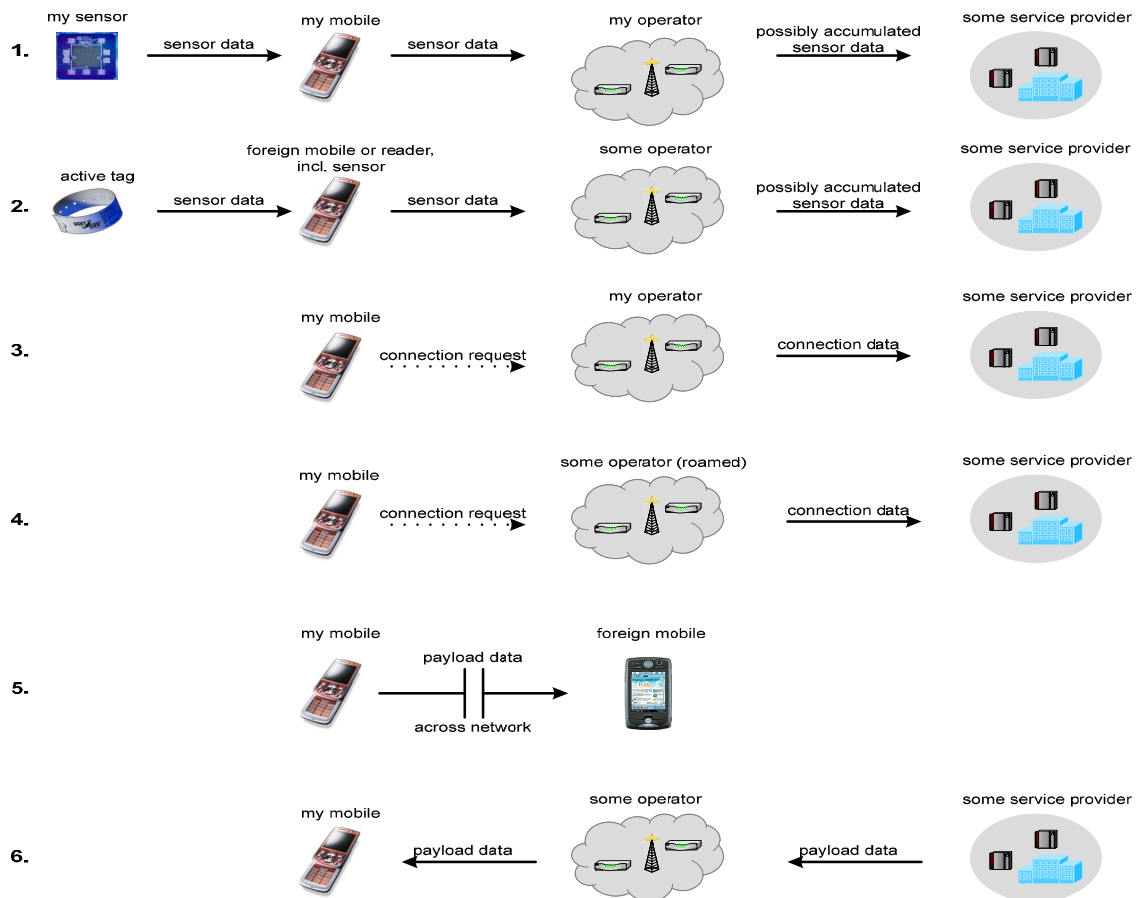 my sensor
my mobile
my operator
some service provider
1.
sensor data
sensor data
possibly accumulated
sensor data
active tag
foreign mobile or reader,
incl. sensor
some operator
some service provider
2.
sensor data
sensor data
possibly accumulated
sensor data
my mobile
my operator
some service provider
3.
connection request
connection data
my mobile
some operator (roamed)
some service provider
4.
connection request
connection data
my mobile
foreign mobile
5.
payload data
across network
my mobile
some operator
some service provider
6.
payload data
payload data